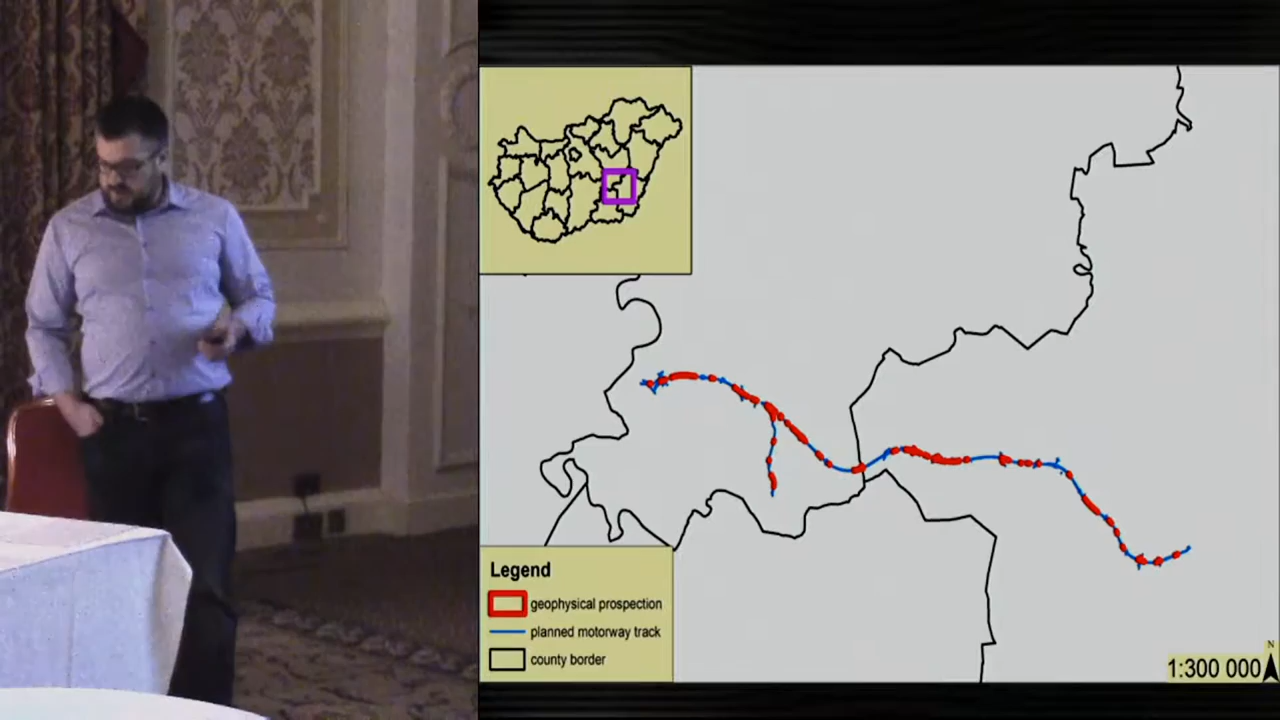 Legend
geophysical prospection
planned motorway track
county border
N
1:300 000